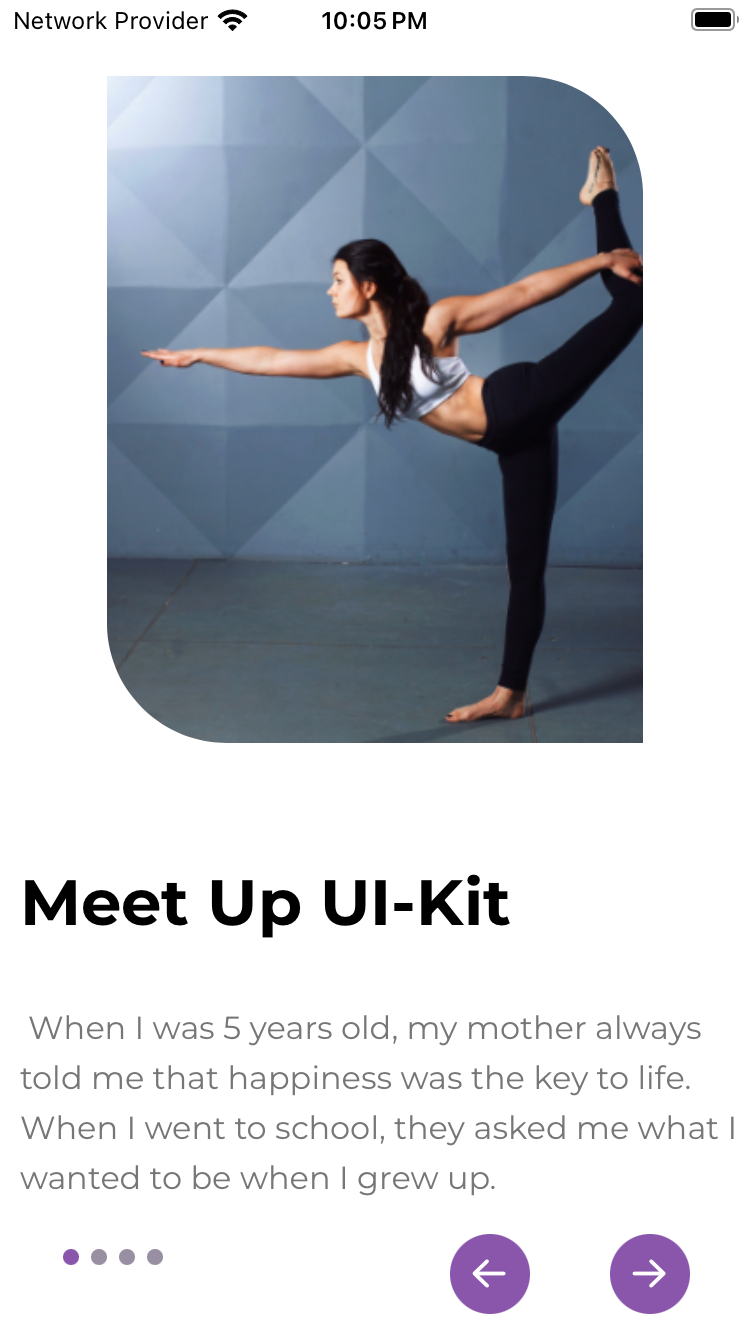 Network Provider 10:05 PM
Meet Up UI-Kit
When I was 5 years old, my mother always
told me that happiness was the key to life.
When I went to school, they asked me what I
wanted to be when I grew up.